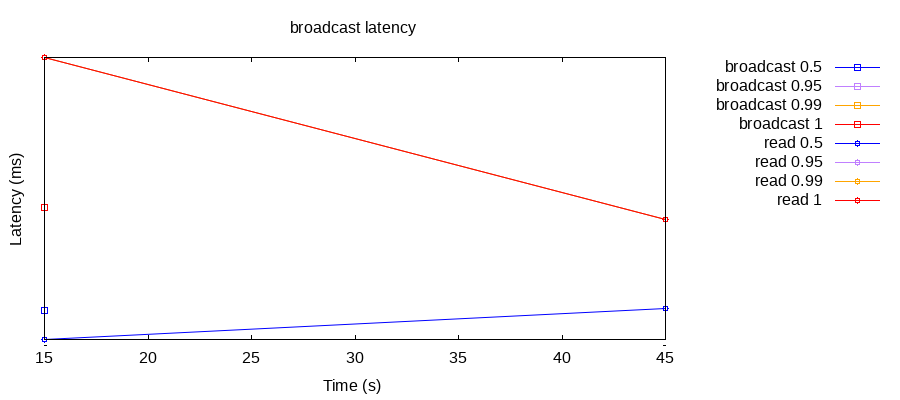 broadcast latency
broadcast 0.5
broadcast 0.95
broadcast 0.99
broadcast 1
read 0.5
read 0.95
read 0.99
read 1
Latency (ms)
15 20 25 30 35 40 45
Time (s)